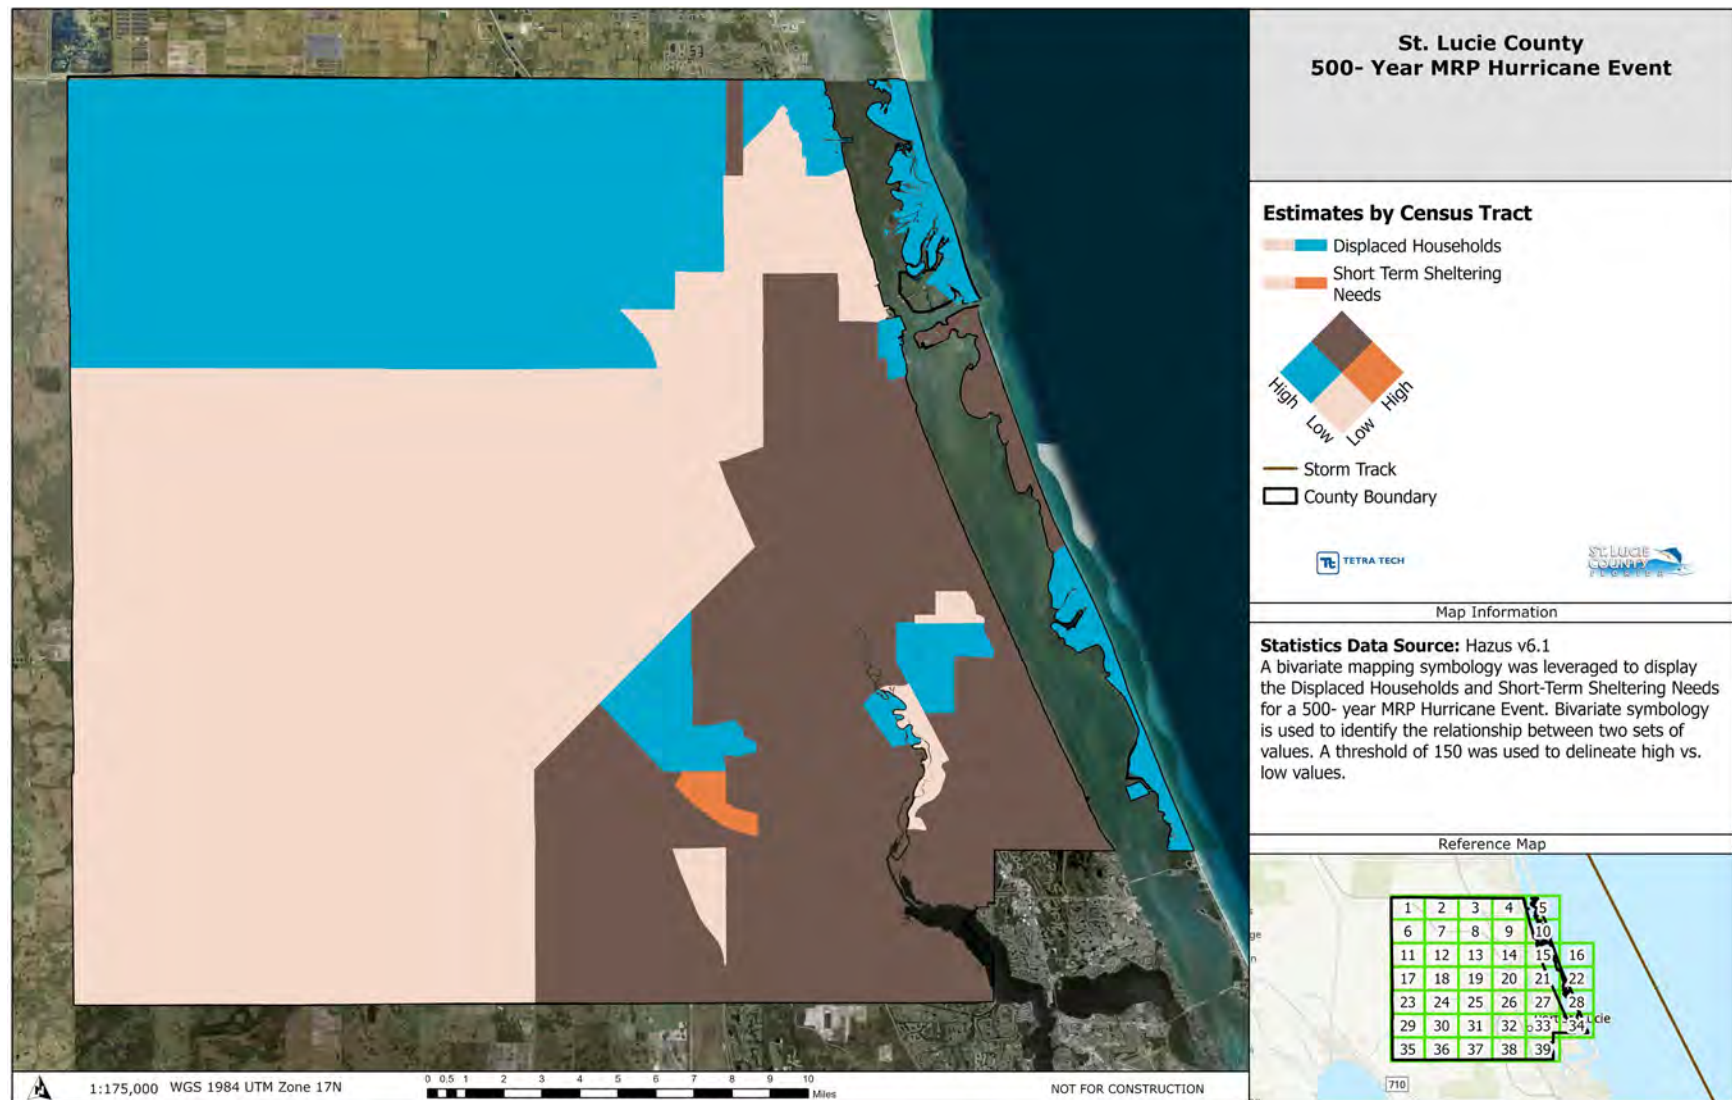 St. Lucie County
500- Year MRP Hurricane Event
Estimates by Census Tract
Displaced Households
Short Term Sheltering
Needs
High
Low
Low
High
Storm Track
County Boundary
Tt TETRA TECH
ST. LUCIE
COUNTY
FLORIDA
Map Information
Statistics Data Source: Hazus v6.1
A bivariate mapping symbology was leveraged to display
the Displaced Households and Short-Term Sheltering Needs
for a 500- year MRP Hurricane Event. Bivariate symbology
is used to identify the relationship between two sets of
values. A threshold of 150 was used to delineate high vs.
low values.
Reference Map
1 2 3 4 5
6 7 8 9 10
11 12 13 14 15 16
17 18 19 20 21 22
23 24 25 26 27 28
29 30 31 32 33 34
35 36 37 38 39
710
1:175,000 WGS 1984 UTM Zone 17N
0 0.5 1 2 3 4 5 6 7 8 9 10
Miles
NOT FOR CONSTRUCTION